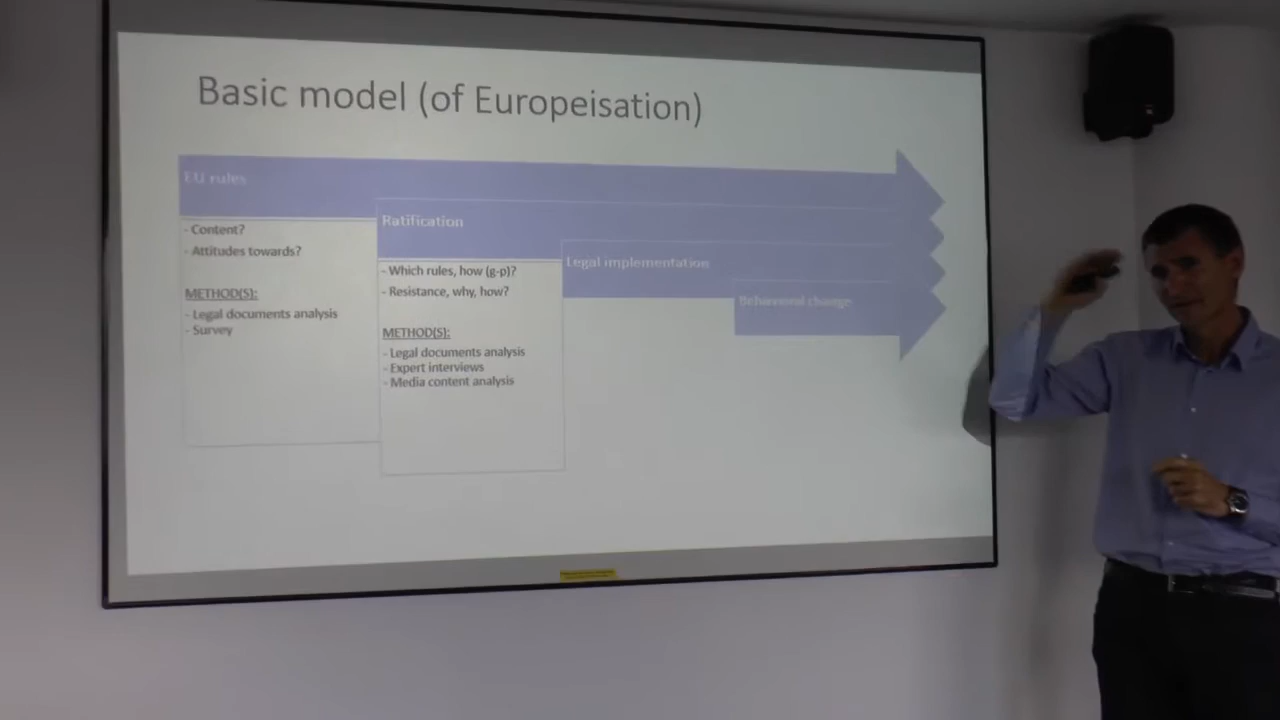 Basic model (of Europeisation)
EU rules
- Content?
- Attitudes towards?
METHOD(S):
- Legal documents analysis
- Survey
Ratification
- Which rules, how (g-p)?
- Resistance, why, how?
METHOD(S):
- Legal documents analysis
- Expert interviews
- Media content analysis
Legal implementation
Behavioral change